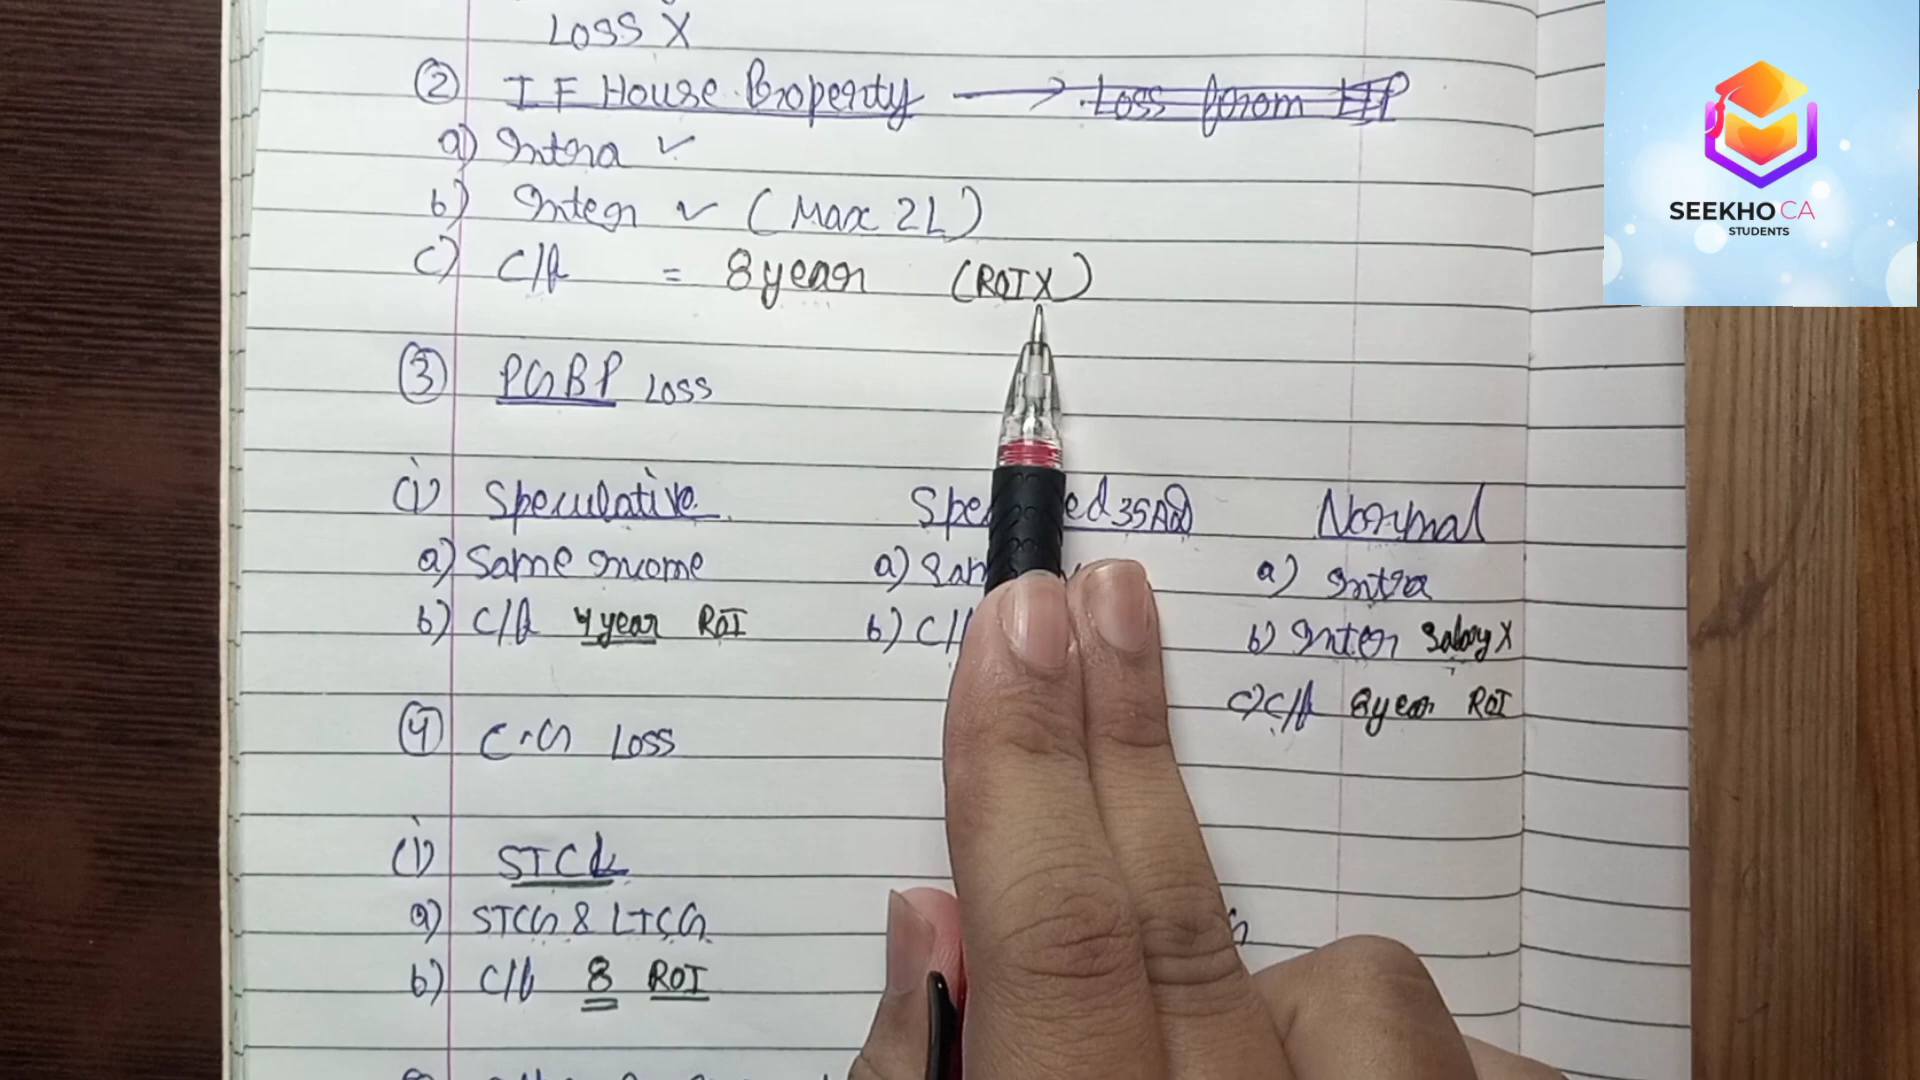 Loss X
② I F House Property → Loss from HP
a) Intra ✓
b) Inter ✓ (Max 2L)
c) C/f = 8 year (ROI X)
③ PGBP Loss
(i) Speculative 35AD Normal
a) Same Income a) a) Intra
b) C/f 4 year ROI b) C/ b) Inter Salary X
c) C/f 8 year ROI
④ C.G Loss
(i) STCL
a) STCG & LTCG
b) C/f 8 ROI
SEEKHO CA
STUDENTS